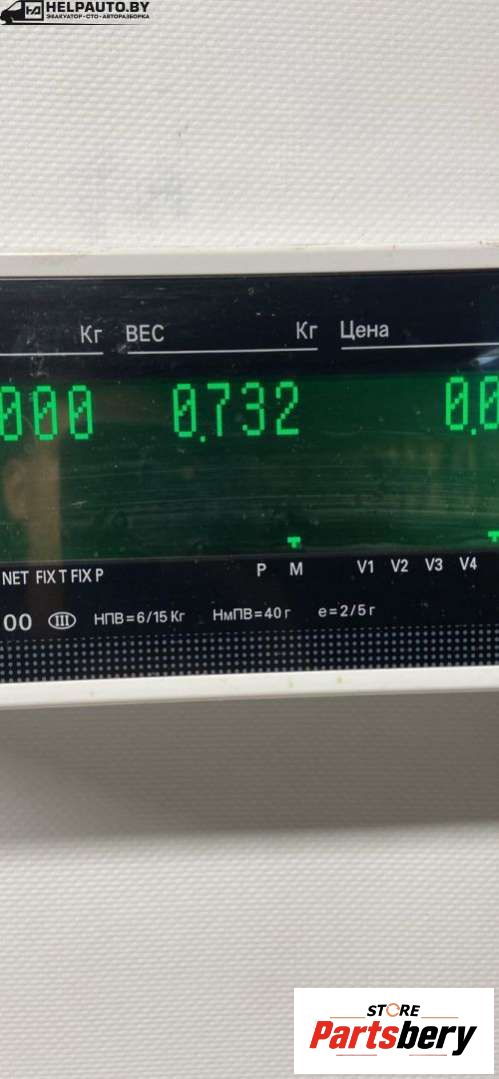 HELPAUTO.BY
ЭВАКУАТОР•СТО•АВТОРАЗБОРКА
Кг ВЕС Кг Цена
000 0.732 0.0
NET FIX T FIX P P M V1 V2 V3 V4
00 III НПВ=6/15 Кг НмПВ=40 г e=2/5 г
STORE
Partsbery